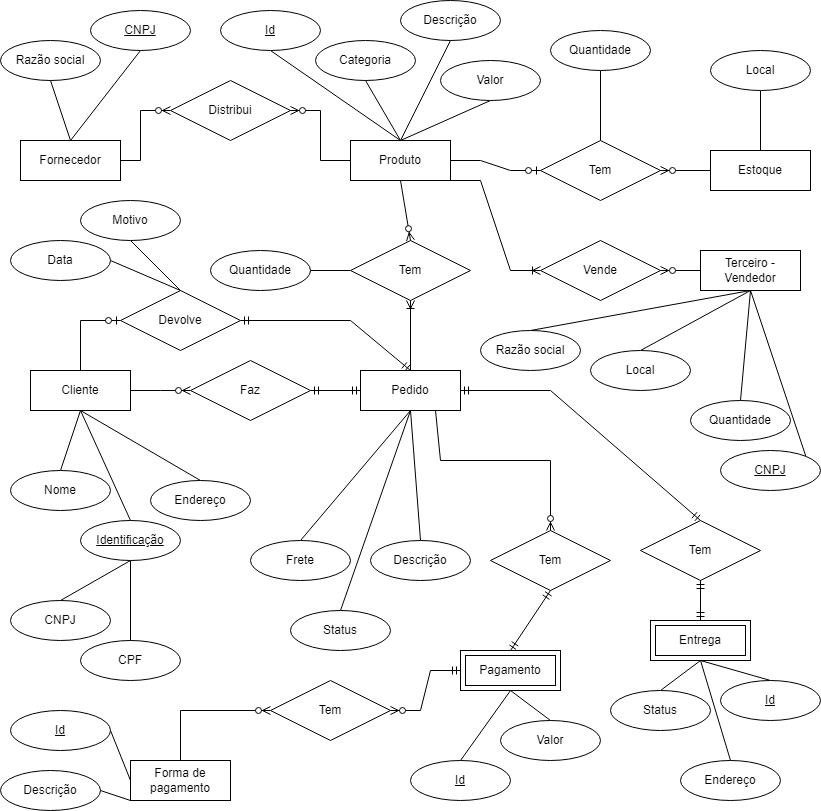 Descrição
CNPJ
Id
Quantidade
Razão social
Categoria
Local
Valor
Distribui
Fornecedor
Produto
Tem
Estoque
Motivo
Data
Quantidade
Tem
Vende
Terceiro -
Vendedor
Devolve
Razão social
Local
Cliente
Faz
Pedido
Quantidade
CNPJ
Nome
Endereço
Identificação
Frete
Descrição
Tem
Tem
CNPJ
Status
CPF
Pagamento
Entrega
Id
Tem
Status
Id
Valor
Forma de
pagamento
Id
Endereço
Descrição